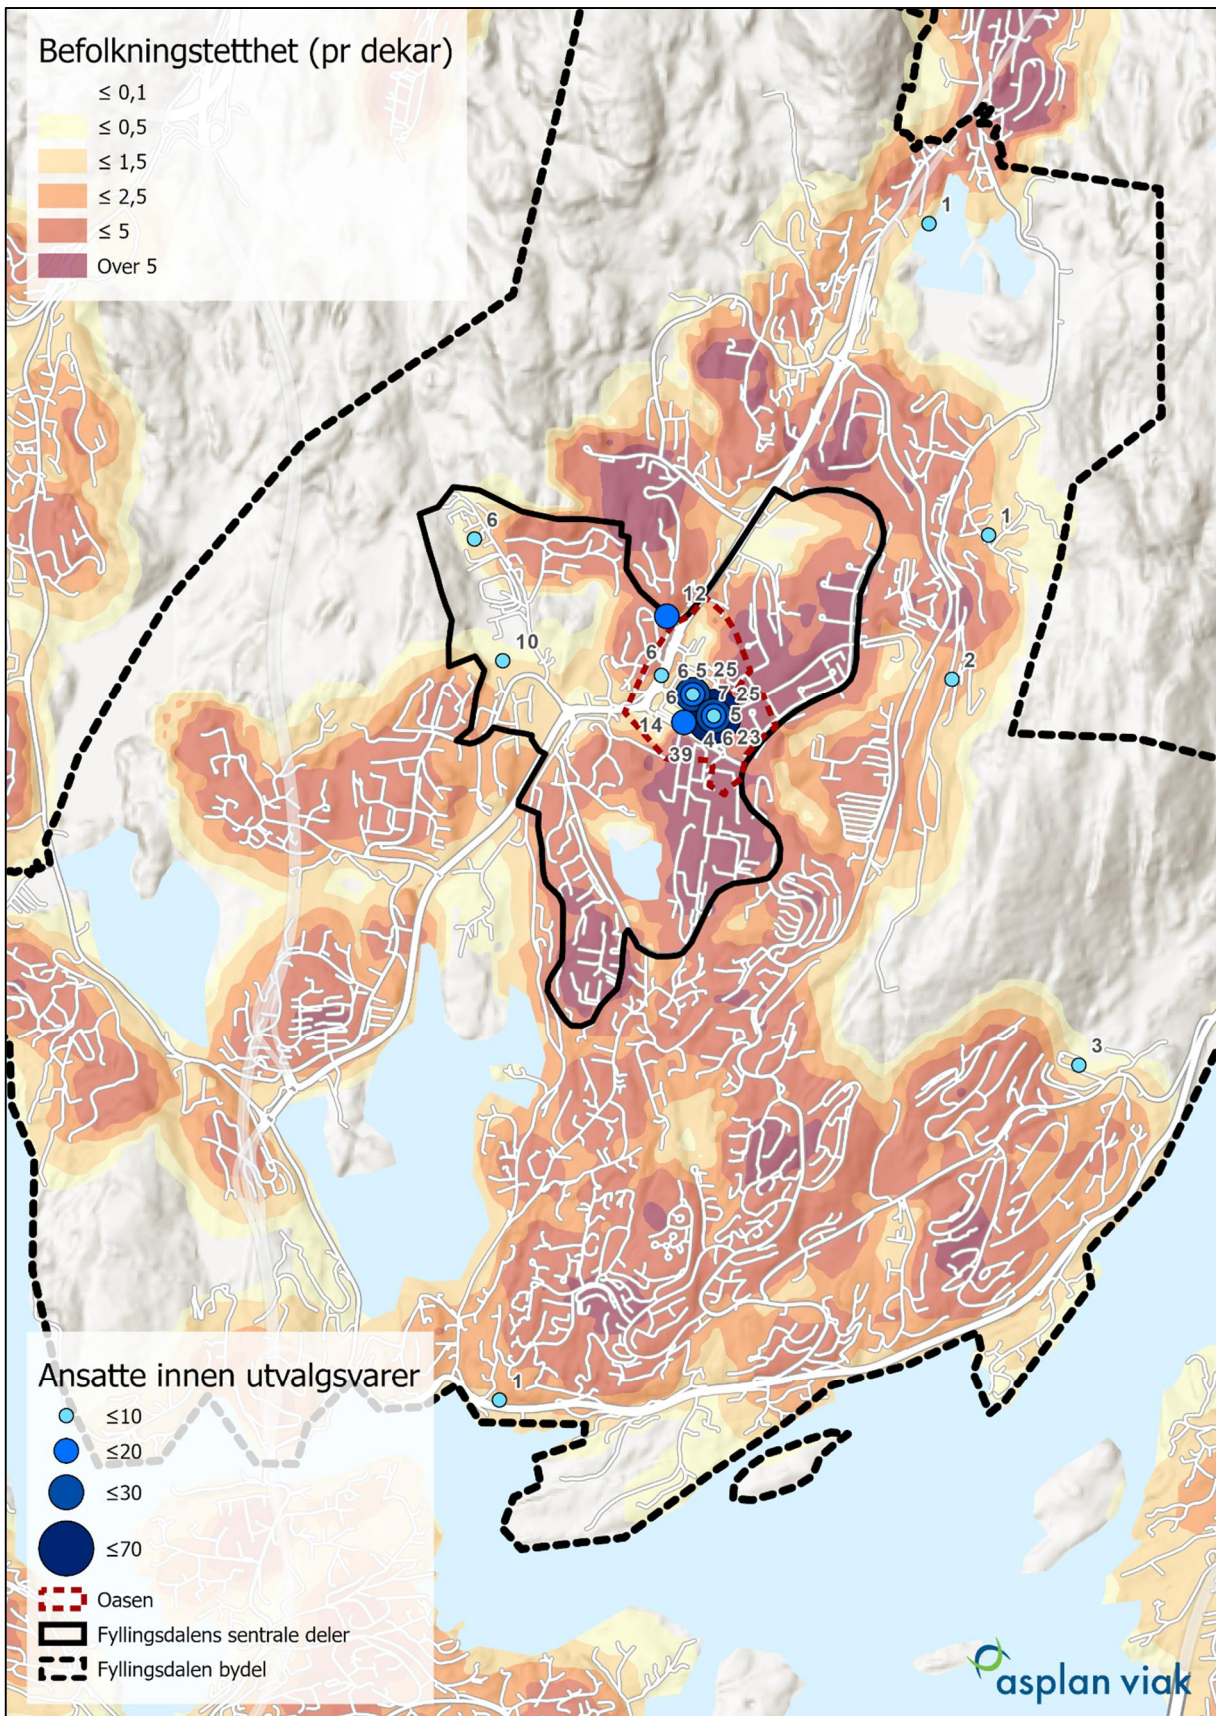 Befolkningstetthet (pr dekar)
≤ 0,1
≤ 0,5
≤ 1,5
≤ 2,5
≤ 5
Over 5
1
6
1
12
10
6
6 5 25
2
6 7 25
14 5
4 6 23
39
3
1
Ansatte innen utvalgsvarer
≤10
≤20
≤30
≤70
Oasen
Fyllingsdalens sentrale deler
Fyllingsdalen bydel
asplan viak